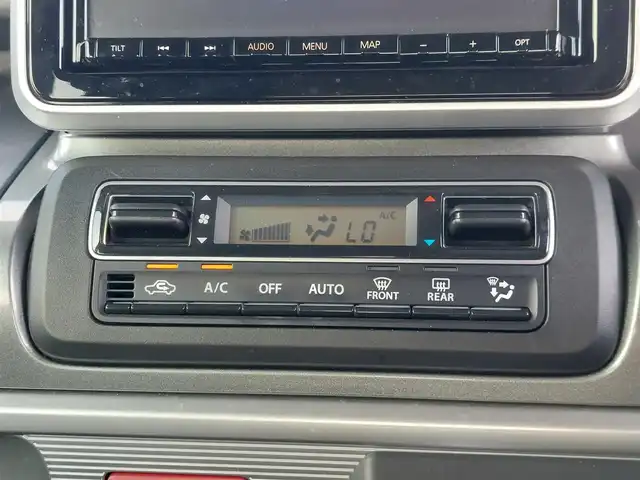 TILT AUDIO MENU MAP − + OPT
A/C
LO
A/C OFF AUTO FRONT REAR